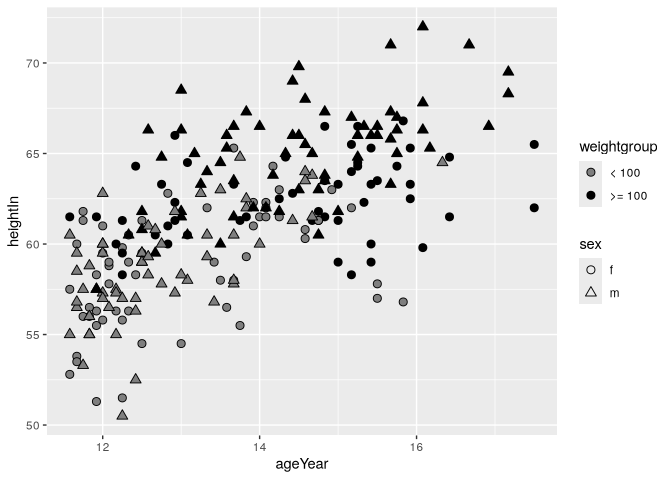 70
65
60
55
50
heightIn
12 14 16
ageYear
weightgroup
< 100
>= 100
sex
f
m